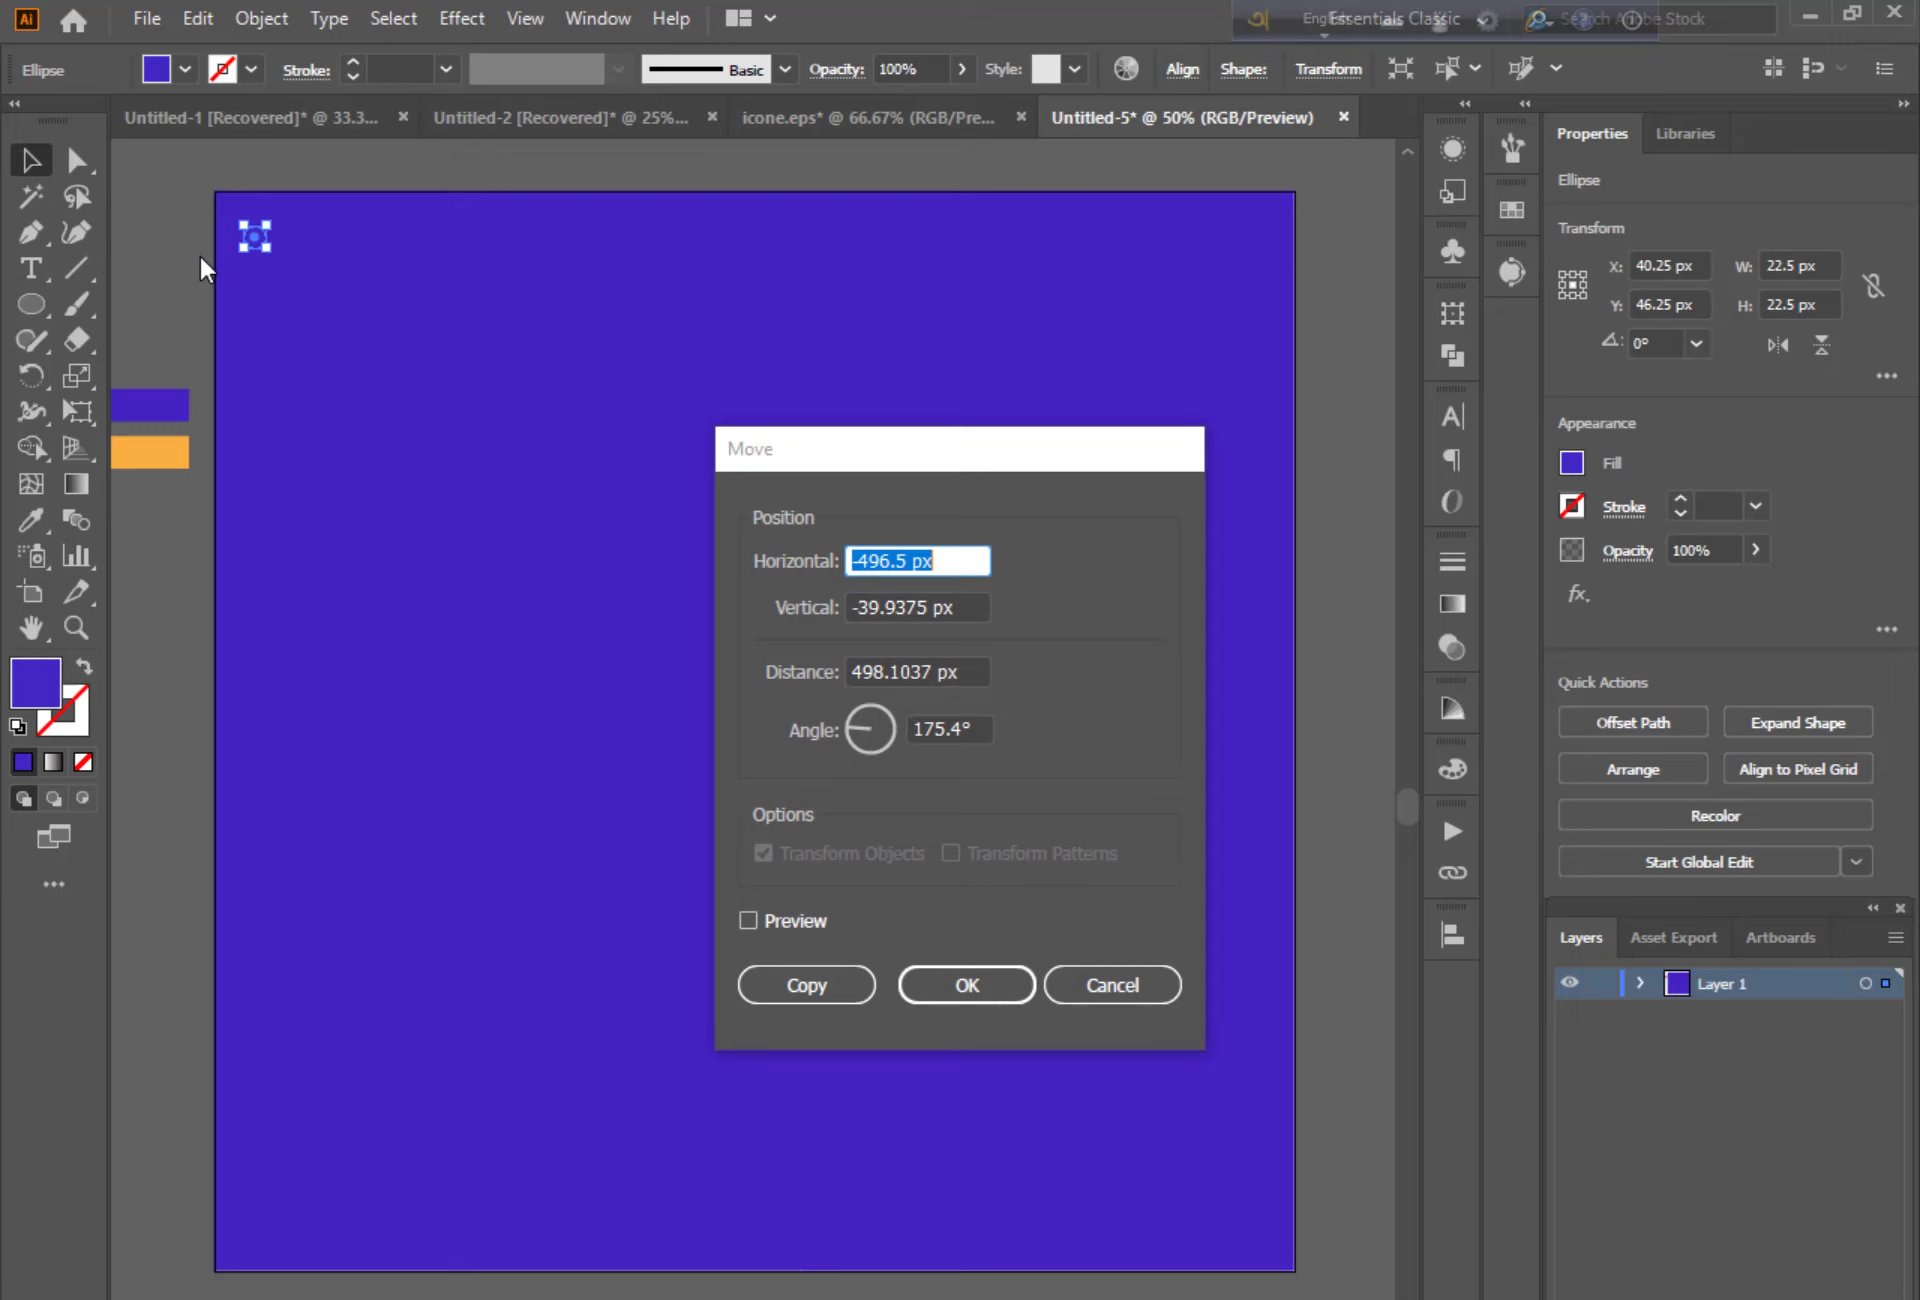 Ai File Edit Object Type Select Effect View Window Help
English Essentials Classic Search Adobe Stock
Ellipse Stroke: Basic Opacity: 100% Style: Align Shape: Transform
Untitled-1 [Recovered]* @ 33.3... Untitled-2 [Recovered]* @ 25%... icone.eps* @ 66.67% (RGB/Pre... Untitled-5* @ 50% (RGB/Preview)
Properties Libraries
Ellipse
Transform
X: 40.25 px W: 22.5 px
Y: 46.25 px H: 22.5 px
0°
Appearance
Fill
Stroke
Opacity 100%
fx.
Quick Actions
Offset Path Expand Shape
Arrange Align to Pixel Grid
Recolor
Start Global Edit
Layers Asset Export Artboards
Layer 1
Move
Position
Horizontal: -496.5 px
Vertical: -39.9375 px
Distance: 498.1037 px
Angle: 175.4°
Options
Transform Objects Transform Patterns
Preview
Copy OK Cancel